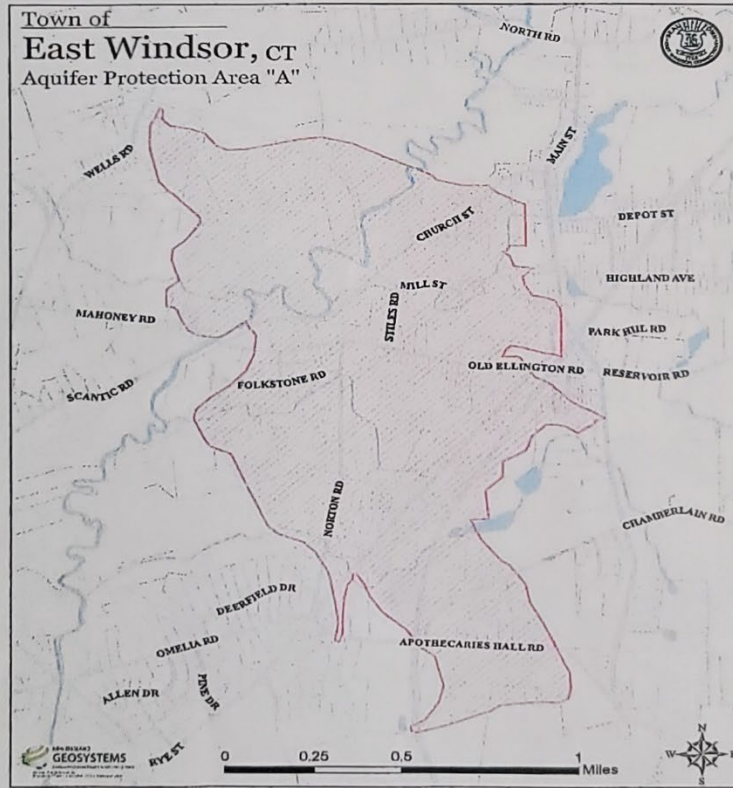 Town of
East Windsor, CT
Aquifer Protection Area "A"
NORTH RD
MAIN ST
WELLS RD
CHURCH ST
DEPOT ST
MILL ST
HIGHLAND AVE
STILES RD
MAHONEY RD
PARK HILL RD
OLD ELLINGTON RD
RESERVOIR RD
FOLKSTONE RD
SCANTIC RD
NORTON RD
CHAMBERLAIN RD
DEERFIELD DR
OMELIA RD
APOTHECARIES HALL RD
ALLEN DR
PINE DR
RYE ST
GEOSYSTEMS
0 0.25 0.5 1
Miles
N
W
S